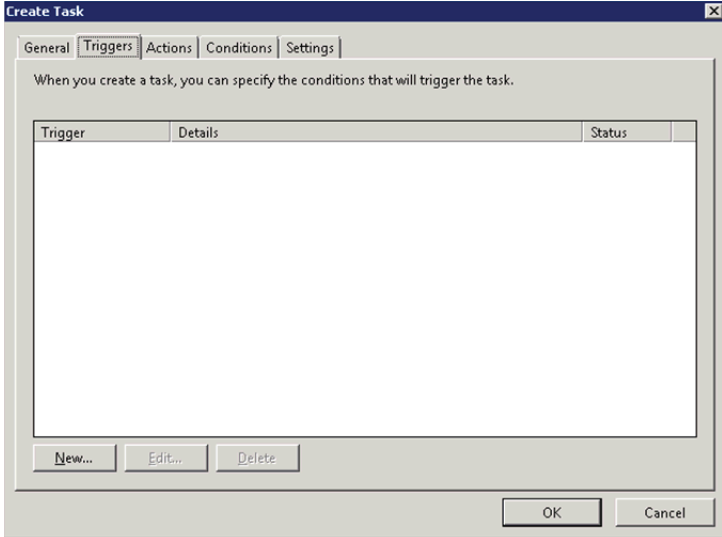 Create Task
General Triggers Actions Conditions Settings
When you create a task, you can specify the conditions that will trigger the task.
Trigger Details Status
New... Edit... Delete
OK Cancel